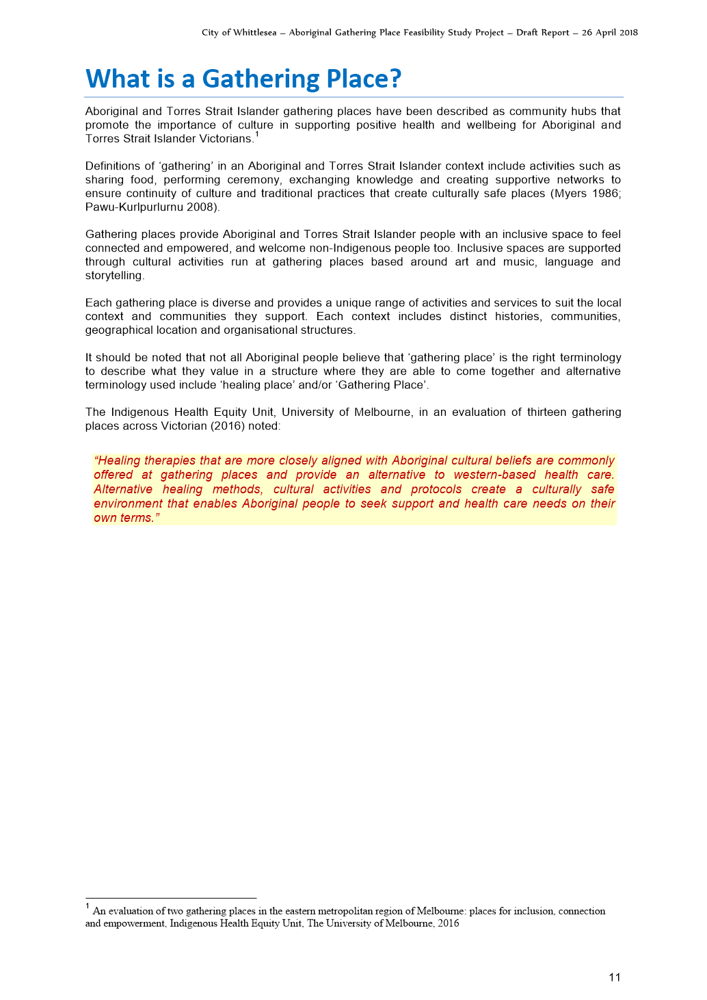 City of Whittlesea – Aboriginal Gathering Place Feasibility Study Project – Draft Report – 26 April 2018
What is a Gathering Place?
Aboriginal and Torres Strait Islander gathering places have been described as community hubs that
promote the importance of culture in supporting positive health and wellbeing for Aboriginal and
Torres Strait Islander Victorians.1
Definitions of ‘gathering’ in an Aboriginal and Torres Strait Islander context include activities such as
sharing food, performing ceremony, exchanging knowledge and creating supportive networks to
ensure continuity of culture and traditional practices that create culturally safe places (Myers 1986;
Pawu-Kurlpurlurnu 2008).
Gathering places provide Aboriginal and Torres Strait Islander people with an inclusive space to feel
connected and empowered, and welcome non-Indigenous people too. Inclusive spaces are supported
through cultural activities run at gathering places based around art and music, language and
storytelling.
Each gathering place is diverse and provides a unique range of activities and services to suit the local
context and communities they support. Each context includes distinct histories, communities,
geographical location and organisational structures.
It should be noted that not all Aboriginal people believe that ‘gathering place’ is the right terminology
to describe what they value in a structure where they are able to come together and alternative
terminology used include ‘healing place’ and/or ‘Gathering Place’.
The Indigenous Health Equity Unit, University of Melbourne, in an evaluation of thirteen gathering
places across Victorian (2016) noted:
“Healing therapies that are more closely aligned with Aboriginal cultural beliefs are commonly
offered at gathering places and provide an alternative to western-based health care.
Alternative healing methods, cultural activities and protocols create a culturally safe
environment that enables Aboriginal people to seek support and health care needs on their
own terms.”
1 An evaluation of two gathering places in the eastern metropolitan region of Melbourne: places for inclusion, connection
and empowerment, Indigenous Health Equity Unit, The University of Melbourne, 2016
11